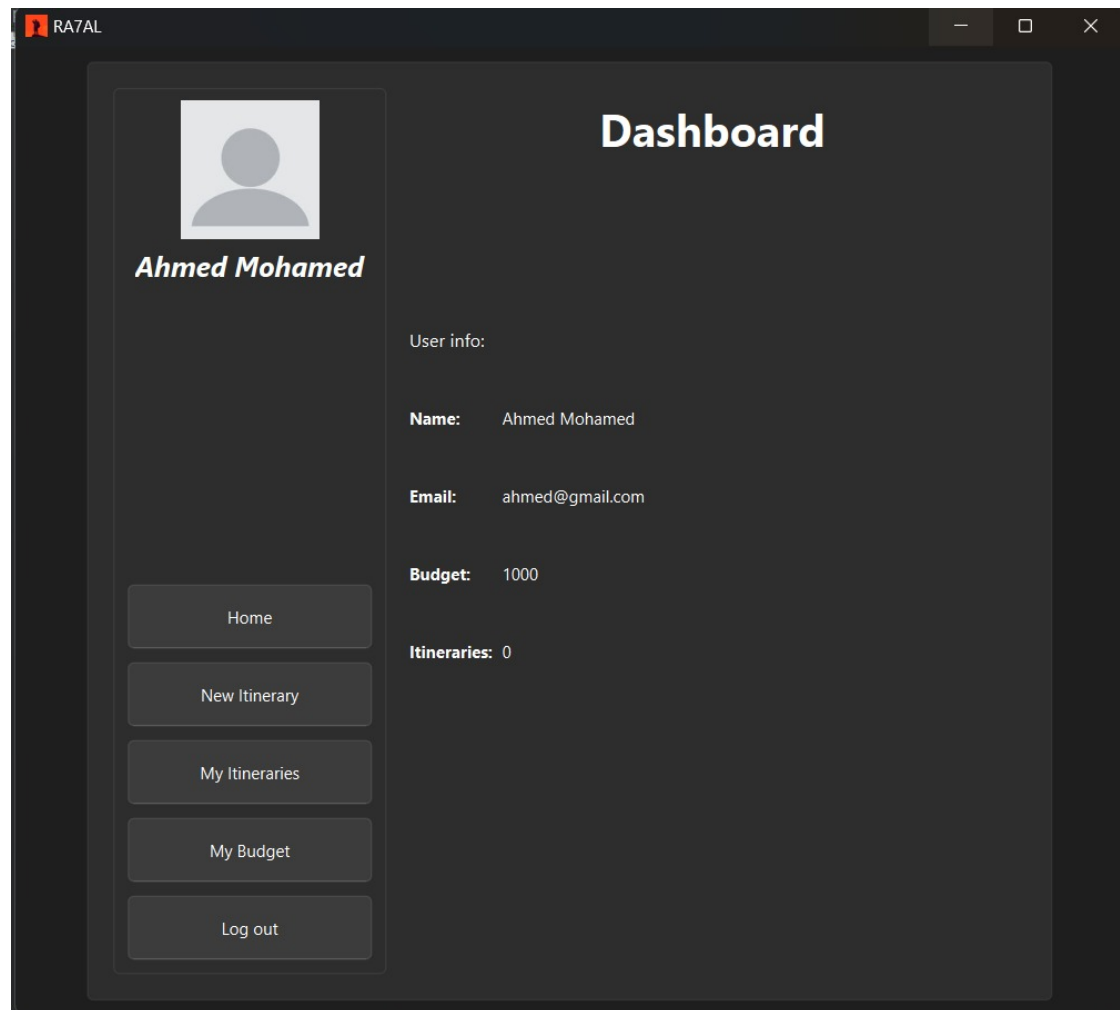 RA7AL
Ahmed Mohamed
Home
New Itinerary
My Itineraries
My Budget
Log out
Dashboard
User info:
Name: Ahmed Mohamed
Email: ahmed@gmail.com
Budget: 1000
Itineraries: 0